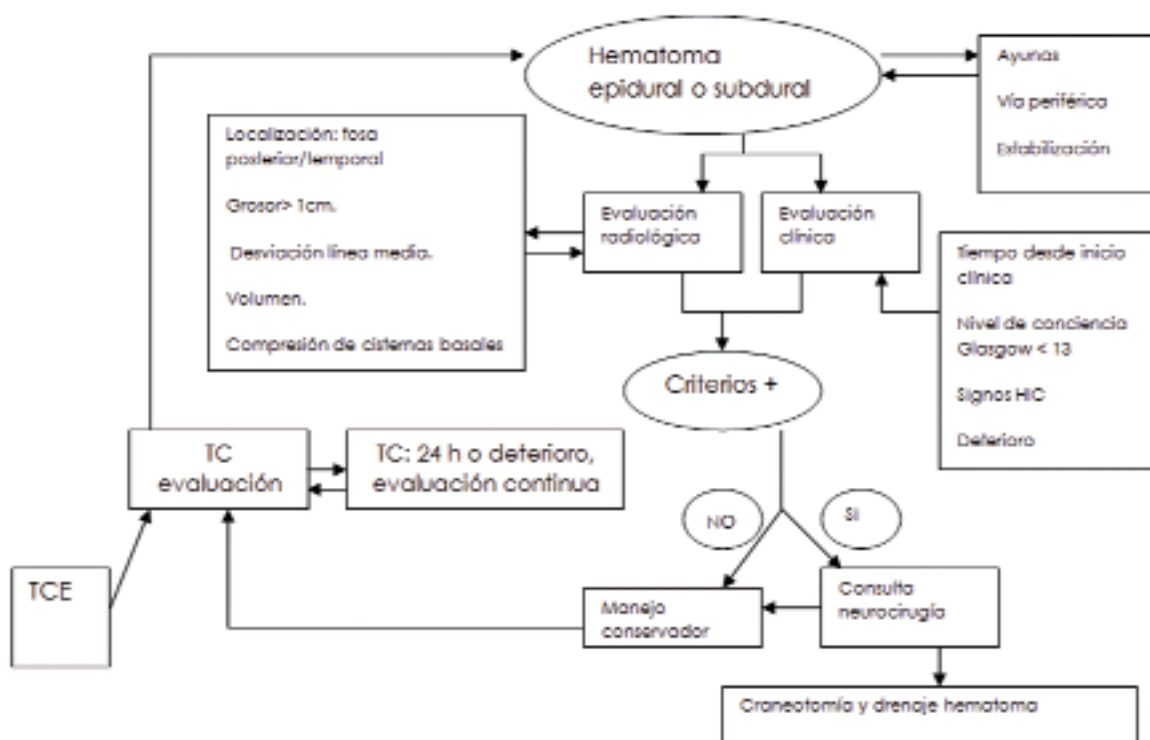 Hematoma
epidural o subdural
Ayunas
Vía periférica
Estabilización
Localización: fosa
posterior/temporal
Grosor> 1cm.
Desviación línea media.
Volumen.
Compresión de cisternas basales
Evaluación
radiológica
Evaluación
clínica
Tiempo desde inicio
clínica
Nivel de conciencia
Glasgow < 13
Signos HIC
Deterioro
Criterios +
TC
evaluación
TC: 24 h o deterioro,
evaluación continua
NO
SI
TCE
Manejo
conservador
Consulta
neurocirugía
Craneotomía y drenaje hematoma